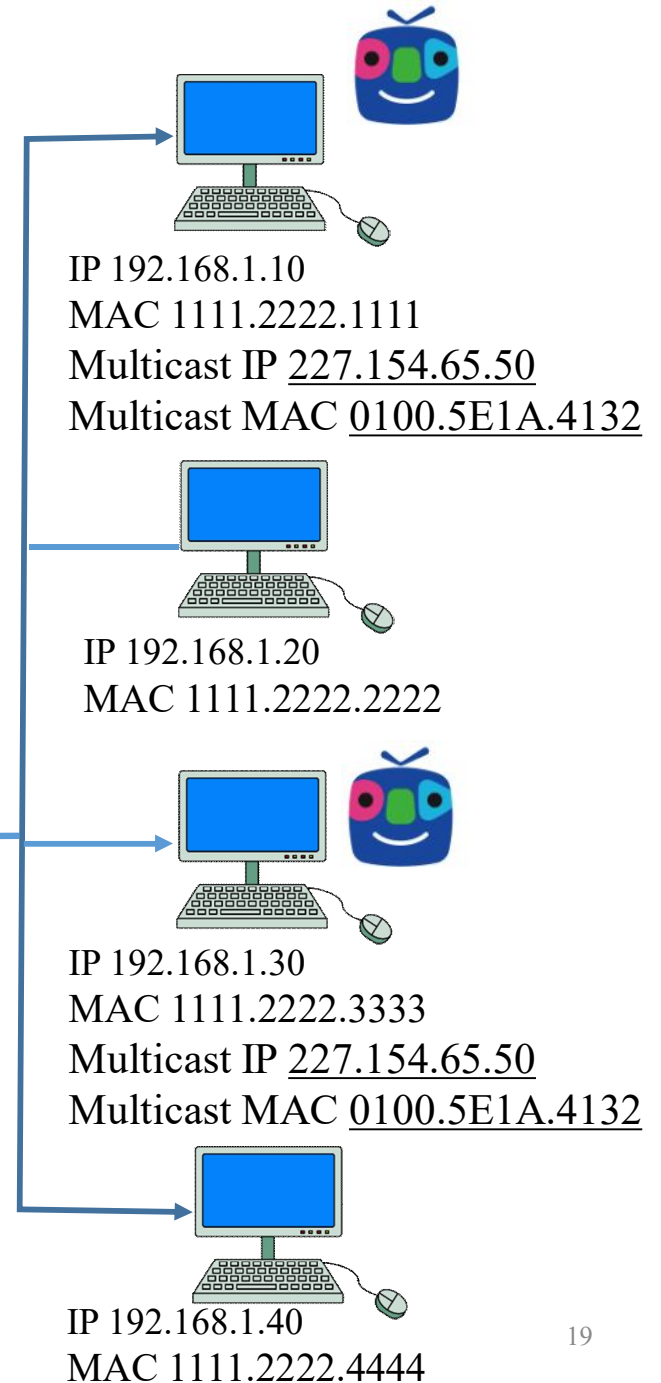 IP 192.168.1.10
MAC 1111.2222.1111
Multicast IP 227.154.65.50
Multicast MAC 0100.5E1A.4132
IP 192.168.1.20
MAC 1111.2222.2222
IP 192.168.1.30
MAC 1111.2222.3333
Multicast IP 227.154.65.50
Multicast MAC 0100.5E1A.4132
IP 192.168.1.40
MAC 1111.2222.4444
19